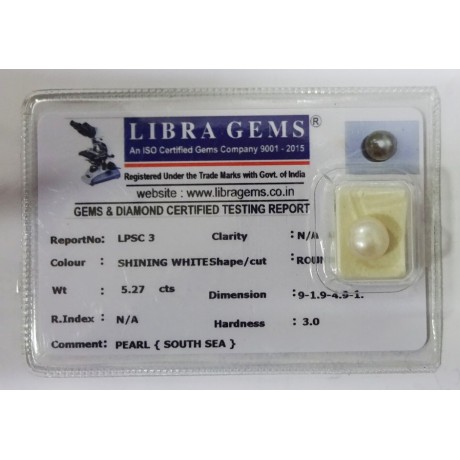 LIBRA GEMS®
An ISO Certified Gems Company 9001 - 2015
Registered Under the Trade Marks with Govt. of India
website : www.libragems.co.in
GEMS & DIAMOND CERTIFIED TESTING REPORT
ReportNo: LPSC 3 Clarity : N/A
Colour : SHINING WHITE Shape/cut : ROUN
Wt : 5.27 cts Dimension : 9-1.9-4.9-1.
R.Index : N/A Hardness : 3.0
Comment: PEARL { SOUTH SEA }